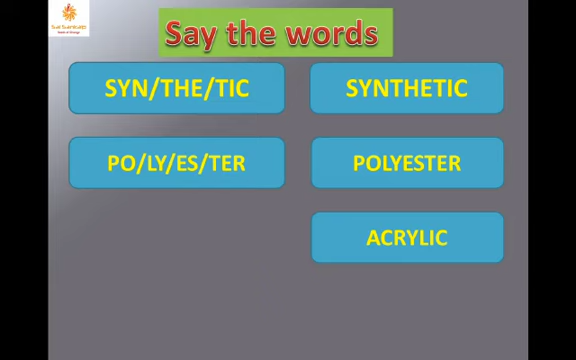 Say the words
SYN/THE/TIC SYNTHETIC
PO/LY/ES/TER POLYESTER
ACRYLIC